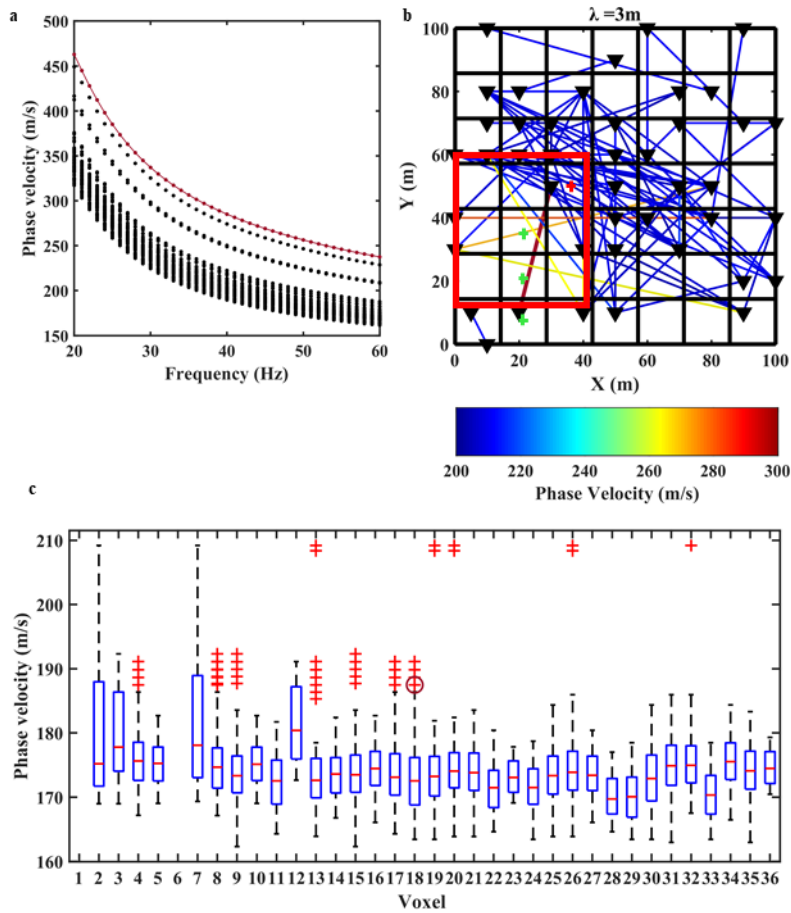 a
500
450
400
350
300
250
200
150
20
30
40
50
60
Phase velocity (m/s)
Frequency (Hz)
b
λ =3m
100
80
60
40
20
0
0 20 40 60 80 100
Y (m)
X (m)
200 220 240 260 280 300
Phase Velocity (m/s)
c
210
200
190
180
170
160
Phase velocity (m/s)
1 2 3 4 5 6 7 8 9 10 11 12 13 14 15 16 17 18 19 20 21 22 23 24 25 26 27 28 29 30 31 32 33 34 35 36
Voxel